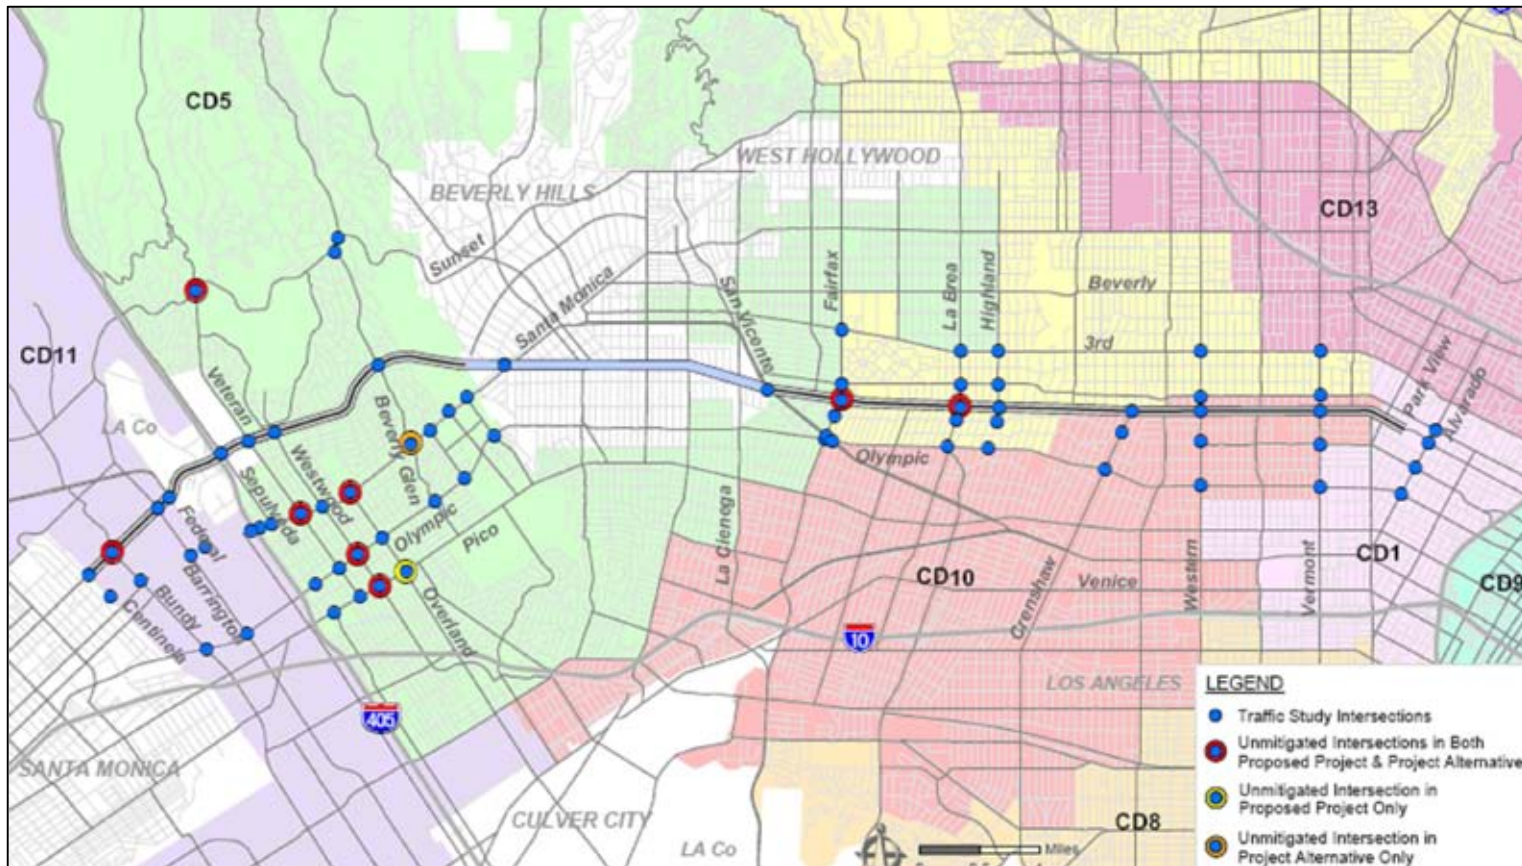 CD5
WEST HOLLYWOOD
BEVERLY HILLS
CD13
Sunset
Santa Monica
San Vicente
Fairfax
La Brea
Highland
Beverly
3rd
CD11
Veteran
LA Co
Beverly Glen
Westwood
Sepulveda
Olympic
Pico
Federal
Barrington
Bundy
Centinela
Overland
La Cienega
Olympic
CD10
Crenshaw
Venice
Western
Vermont
Park View
Alvarado
CD1
CD9
10
405
LOS ANGELES
SANTA MONICA
CULVER CITY
LA Co
CD8
Miles
LEGEND
Traffic Study Intersections
Unmitigated Intersections in Both
Proposed Project & Project Alternative
Unmitigated Intersection in
Proposed Project Only
Unmitigated Intersection in
Project Alternative Only